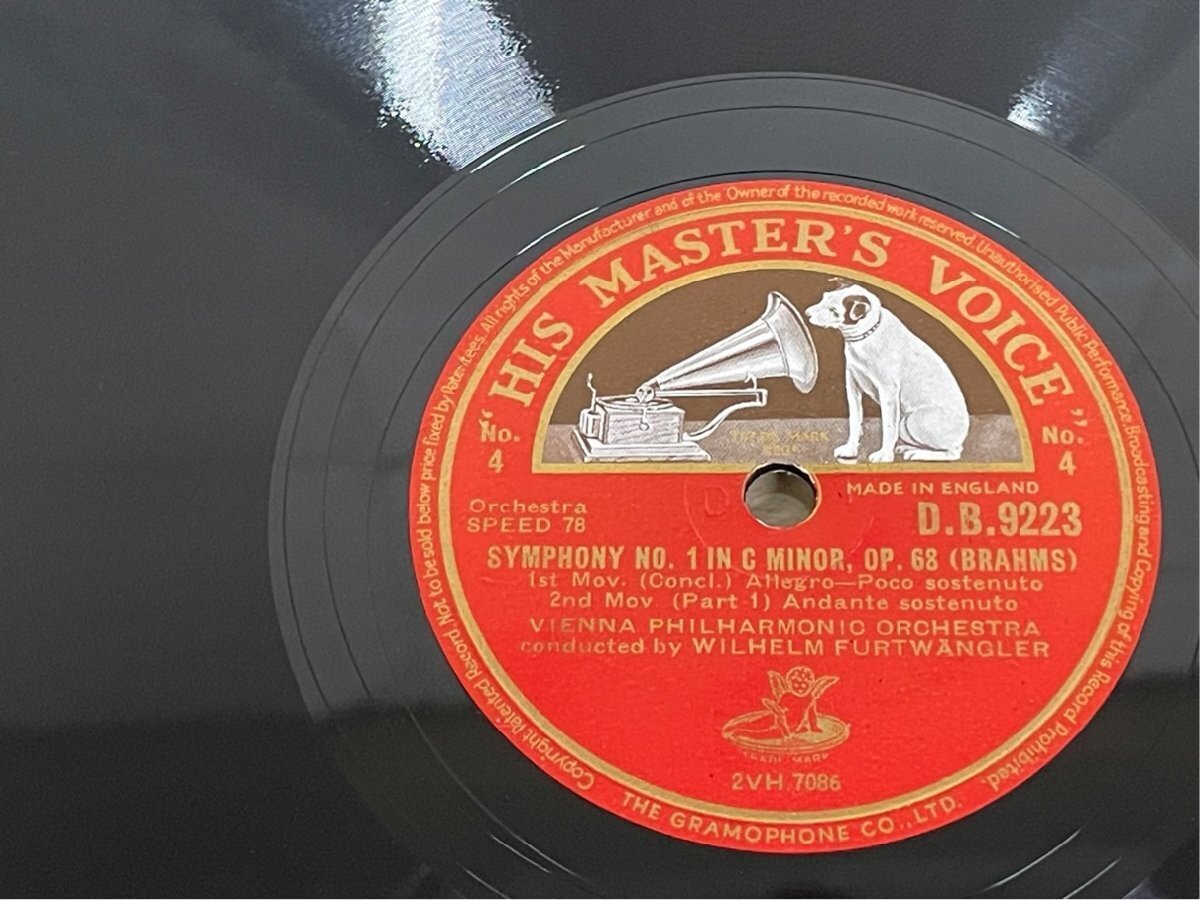 Copyright Patented Record. Not to be sold below price fixed by Patentees. All rights of the Manufacturer and of the Owner of the recorded work reserved. Unauthorised Public Performance, Broadcasting and Copying of this Record Prohibited.
"HIS MASTER'S VOICE"
No. 4
No. 4
TRADE MARK
MADE IN ENGLAND
Orchestra
SPEED 78
D.B.9223
SYMPHONY NO. 1 IN C MINOR, OP. 68 (BRAHMS)
1st Mov. (Concl.) Allegro—Poco sostenuto
2nd Mov (Part 1) Andante sostenuto
VIENNA PHILHARMONIC ORCHESTRA
conducted by WILHELM FURTWÄNGLER
TRADE MARK
2VH.7086
THE GRAMOPHONE CO., LTD.